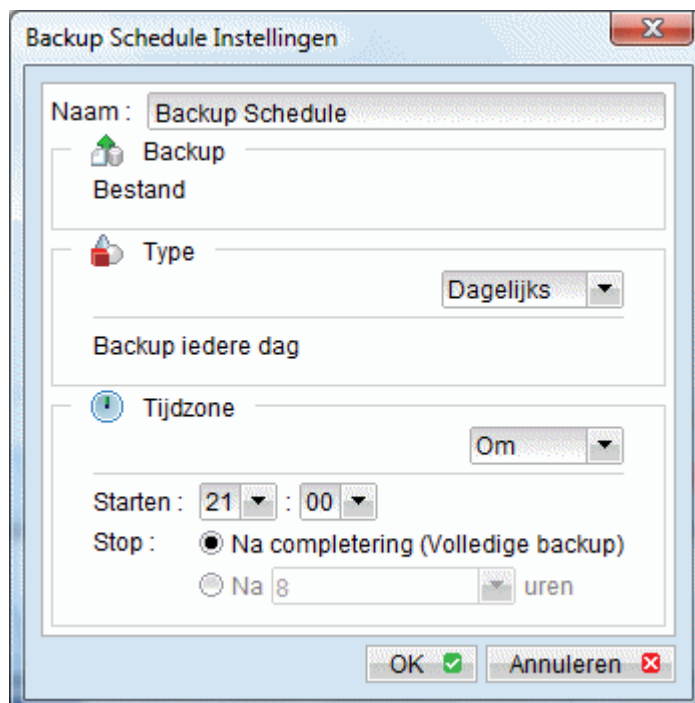 Backup Schedule Instellingen
Naam : Backup Schedule
Backup
Bestand
Type
Dagelijks
Backup iedere dag
Tijdzone
Om
Starten : 21 : 00
Stop : Na completering (Volledige backup)
Na 8 uren
OK Annuleren